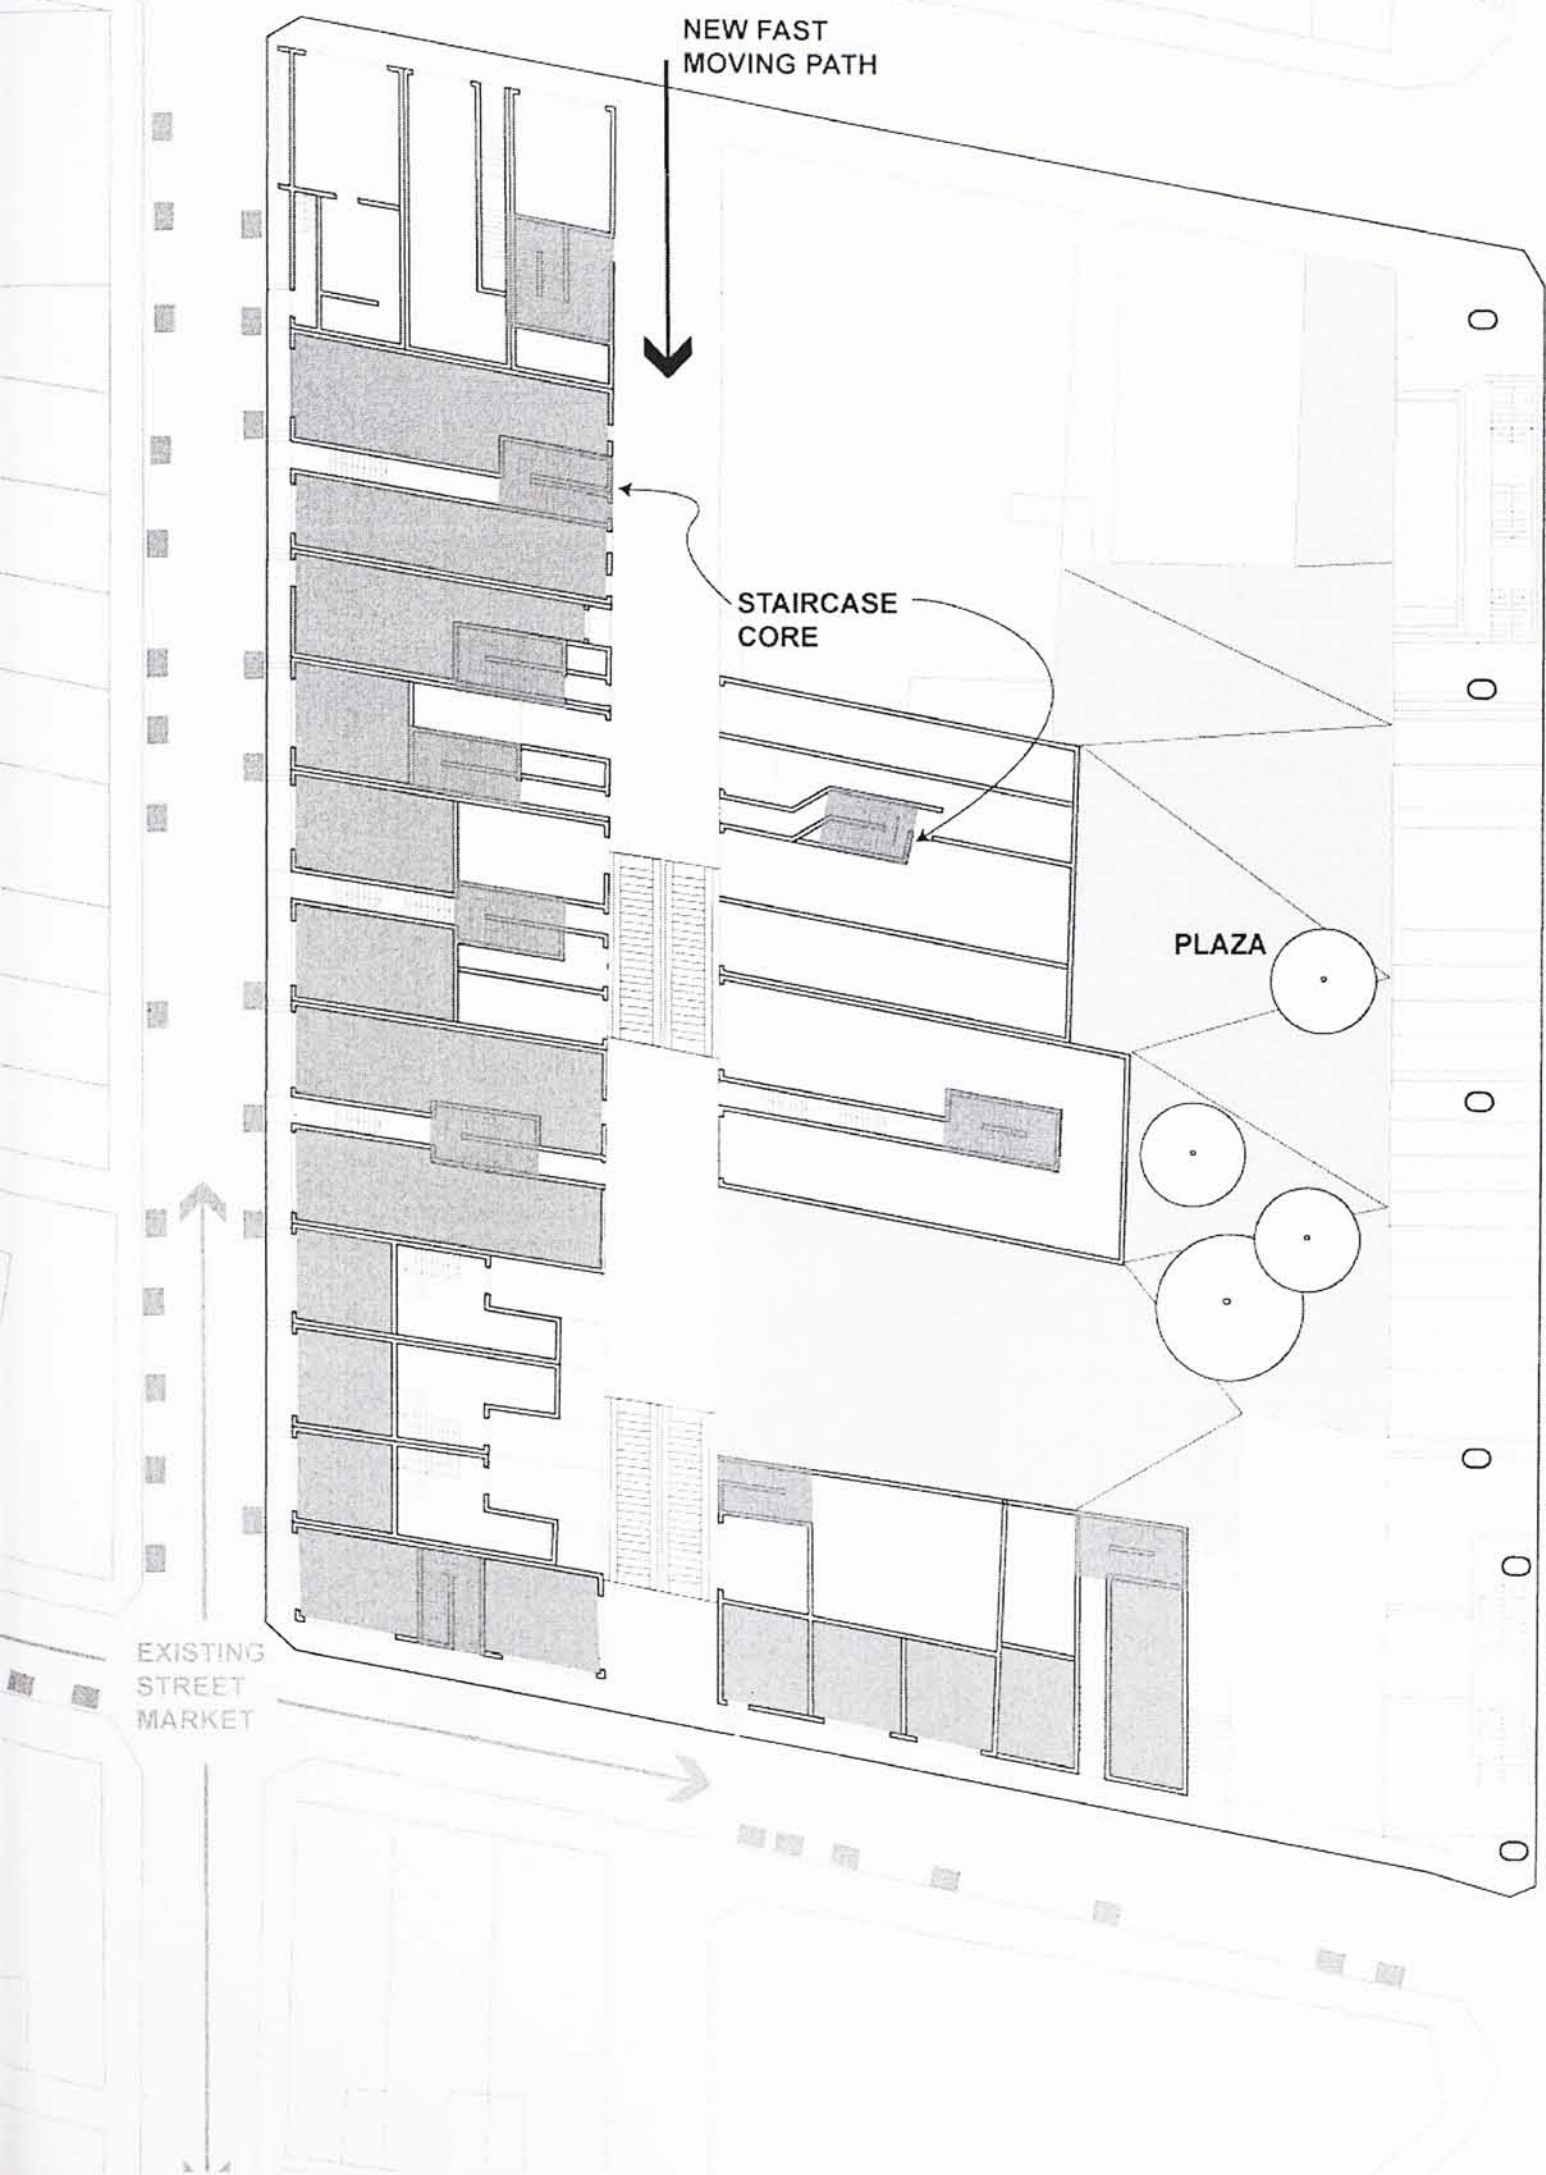 NEW FAST
MOVING PATH
STAIRCASE
CORE
PLAZA
EXISTING
STREET
MARKET